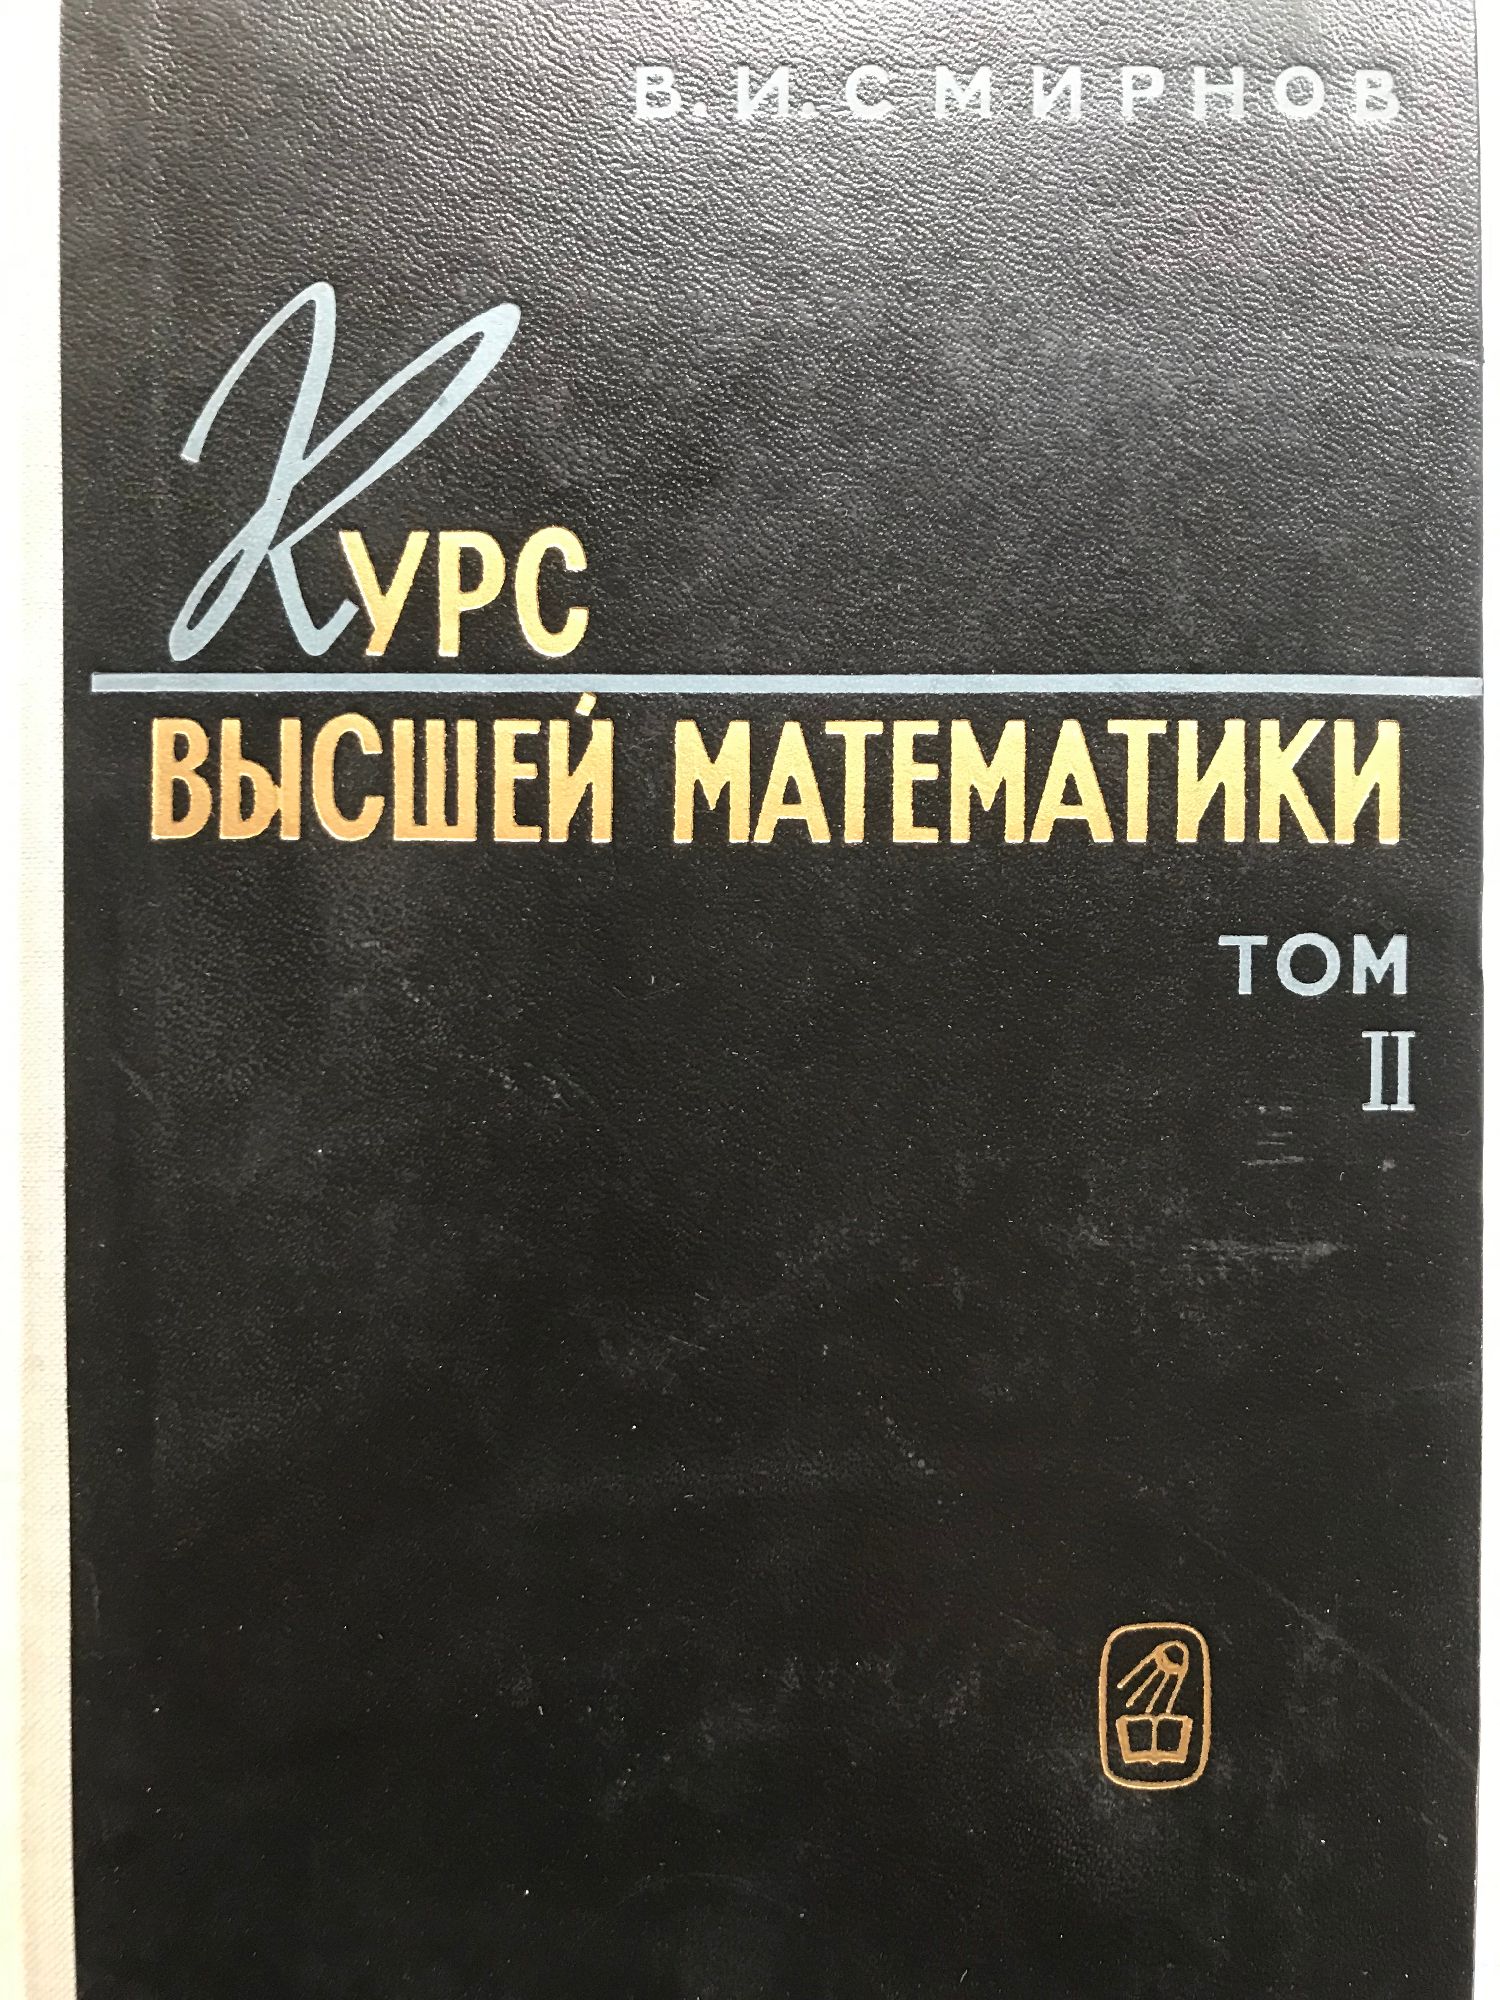 В. И. СМИРНОВ
КУРС
ВЫСШЕЙ МАТЕМАТИКИ
ТОМ
II